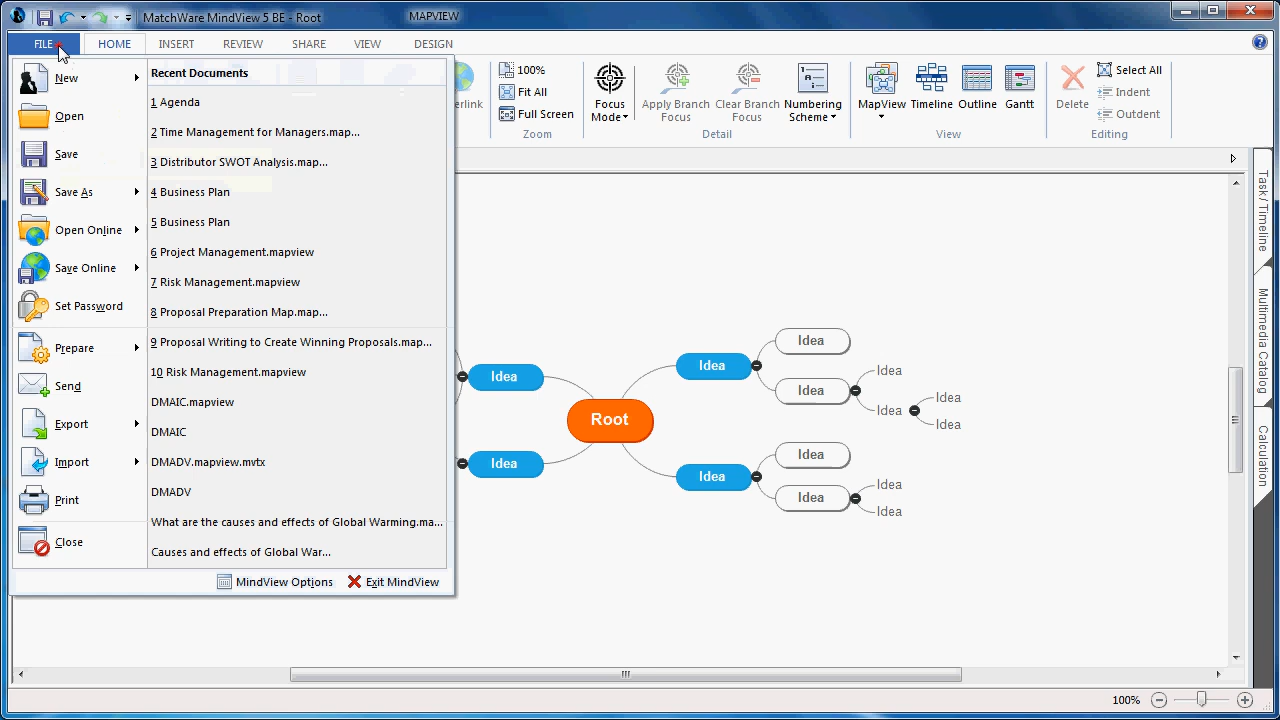 MatchWare MindView 5 BE - Root
MAPVIEW
FILE
HOME
INSERT
REVIEW
SHARE
VIEW
DESIGN
New
Open
Save
Save As
Open Online
Save Online
Set Password
Prepare
Send
Export
Import
Print
Close
Recent Documents
1 Agenda
2 Time Management for Managers.map...
3 Distributor SWOT Analysis.map...
4 Business Plan
5 Business Plan
6 Project Management.mapview
7 Risk Management.mapview
8 Proposal Preparation Map.map...
9 Proposal Writing to Create Winning Proposals.map...
10 Risk Management.mapview
DMAIC.mapview
DMAIC
DMADV.mapview.mvtx
DMADV
What are the causes and effects of Global Warming.ma...
Causes and effects of Global War...
MindView Options
Exit MindView
erlink
100%
Fit All
Full Screen
Zoom
Focus
Mode
Apply Branch
Focus
Clear Branch
Focus
Numbering
Scheme
Detail
MapView
Timeline
Outline
Gantt
View
Delete
Select All
Indent
Outdent
Editing
Task / Timeline
Multimedia Catalog
Calculation
Idea
Idea
Root
Idea
Idea
Idea
Idea
Idea
Idea
Idea
Idea
Idea
Idea
Idea
Idea
100%